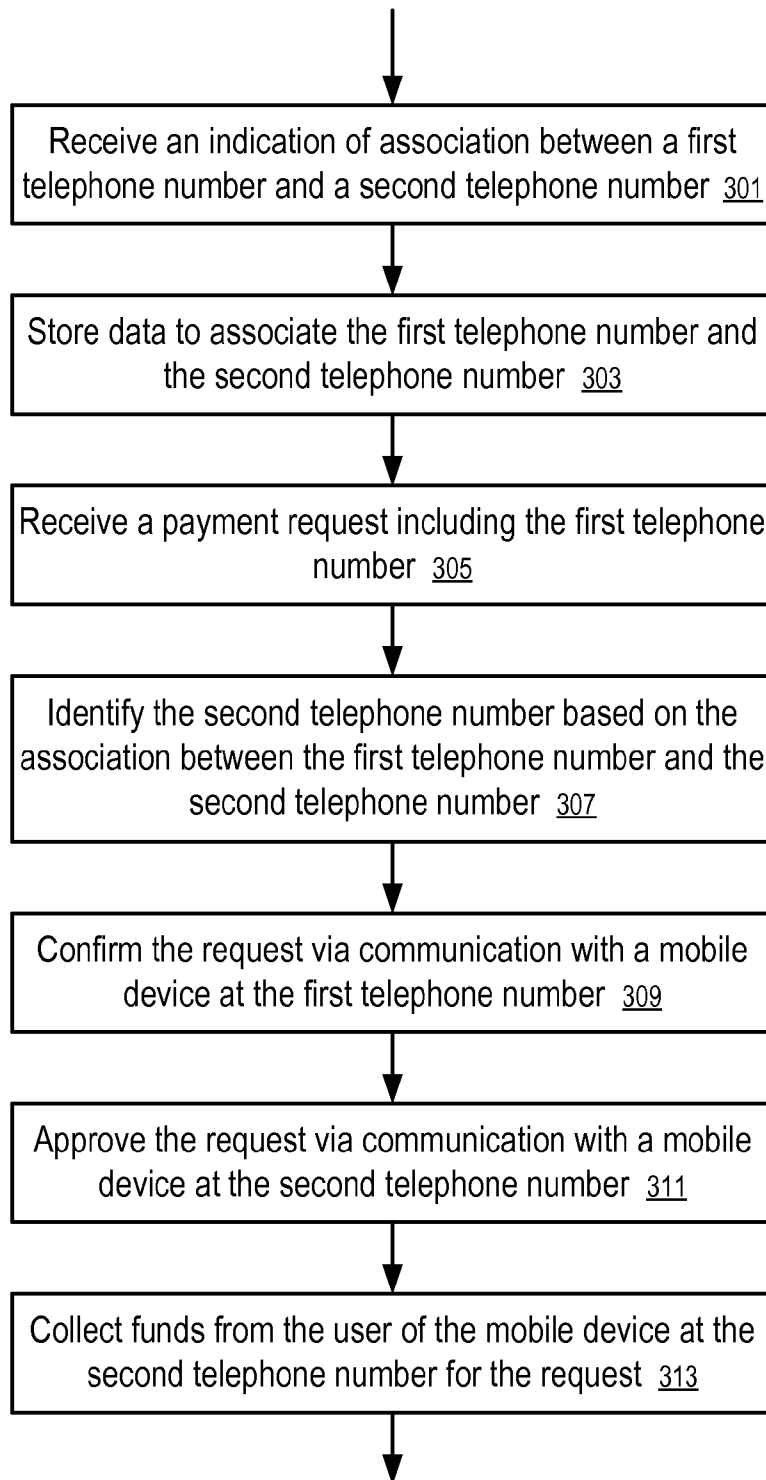 Receive an indication of association between a first
telephone number and a second telephone number 301
Store data to associate the first telephone number and
the second telephone number 303
Receive a payment request including the first telephone
number 305
Identify the second telephone number based on the
association between the first telephone number and the
second telephone number 307
Confirm the request via communication with a mobile
device at the first telephone number 309
Approve the request via communication with a mobile
device at the second telephone number 311
Collect funds from the user of the mobile device at the
second telephone number for the request 313